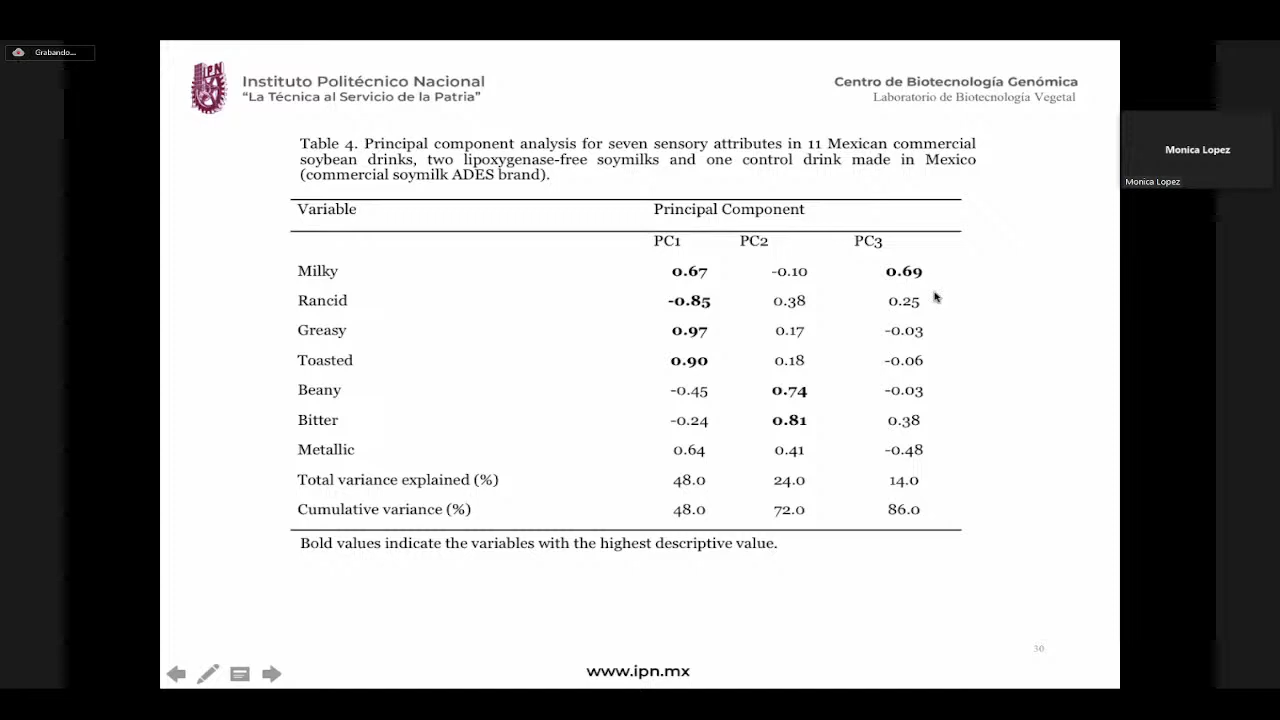 Grabando...
IPN
Instituto Politécnico Nacional
"La Técnica al Servicio de la Patria"
Centro de Biotecnología Genómica
Laboratorio de Biotecnología Vegetal
Monica Lopez
Monica Lopez
Table 4. Principal component analysis for seven sensory attributes in 11 Mexican commercial
soybean drinks, two lipoxygenase-free soymilks and one control drink made in Mexico
(commercial soymilk ADES brand).
Variable Principal Component
PC1 PC2 PC3
Milky 0.67 -0.10 0.69
Rancid -0.85 0.38 0.25
Greasy 0.97 0.17 -0.03
Toasted 0.90 0.18 -0.06
Beany -0.45 0.74 -0.03
Bitter -0.24 0.81 0.38
Metallic 0.64 0.41 -0.48
Total variance explained (%) 48.0 24.0 14.0
Cumulative variance (%) 48.0 72.0 86.0
Bold values indicate the variables with the highest descriptive value.
30
www.ipn.mx